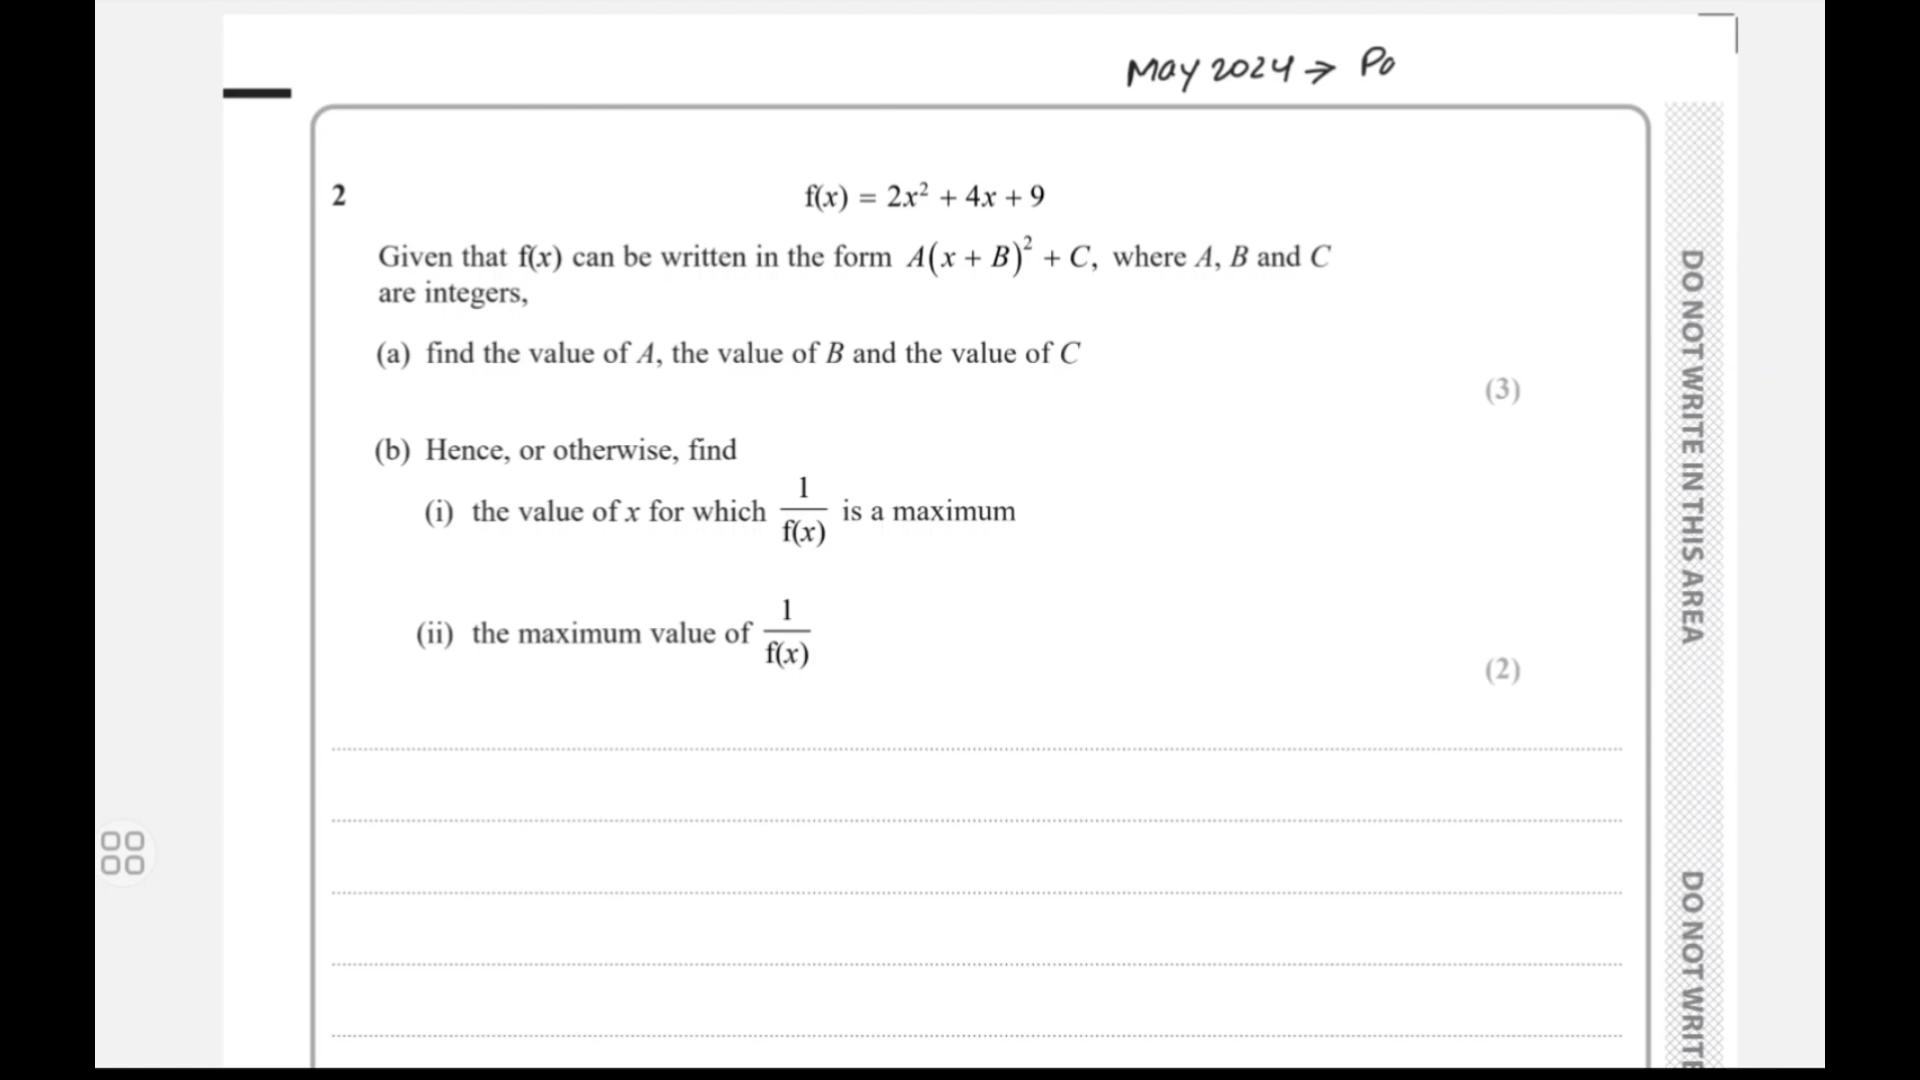 May 2024 → Pa
2 f(x) = 2x² + 4x + 9
Given that f(x) can be written in the form A(x + B)² + C, where A, B and C
are integers,
(a) find the value of A, the value of B and the value of C
(3)
(b) Hence, or otherwise, find
(i) the value of x for which 1/f(x) is a maximum
(ii) the maximum value of 1/f(x)
(2)
DO NOT WRITE IN THIS AREA
DO NOT WRITE